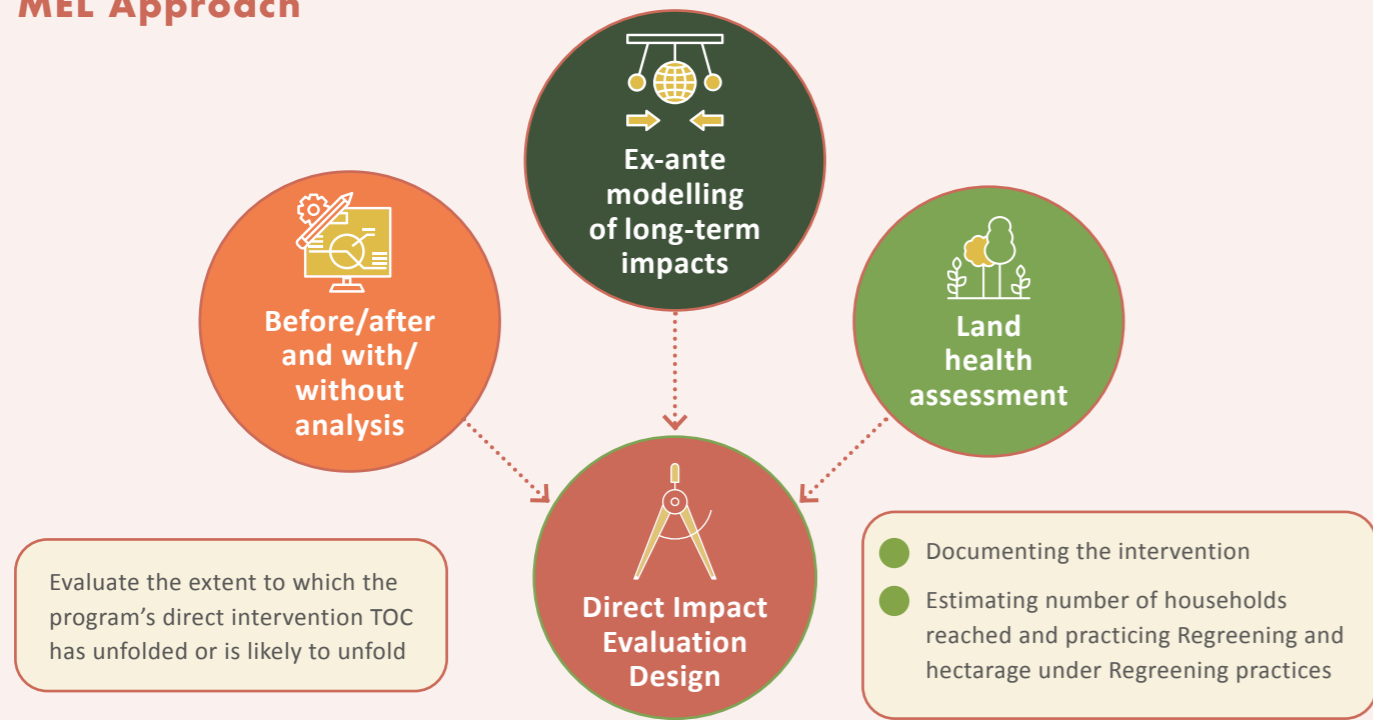 MEL Approach
Ex-ante
modelling
of long-term
impacts
Before/after
and with/
without
analysis
Land
health
assessment
Direct Impact
Evaluation
Design
Evaluate the extent to which the
program's direct intervention TOC
has unfolded or is likely to unfold
Documenting the intervention
Estimating number of households
reached and practicing Regreening and
hectarage under Regreening practices